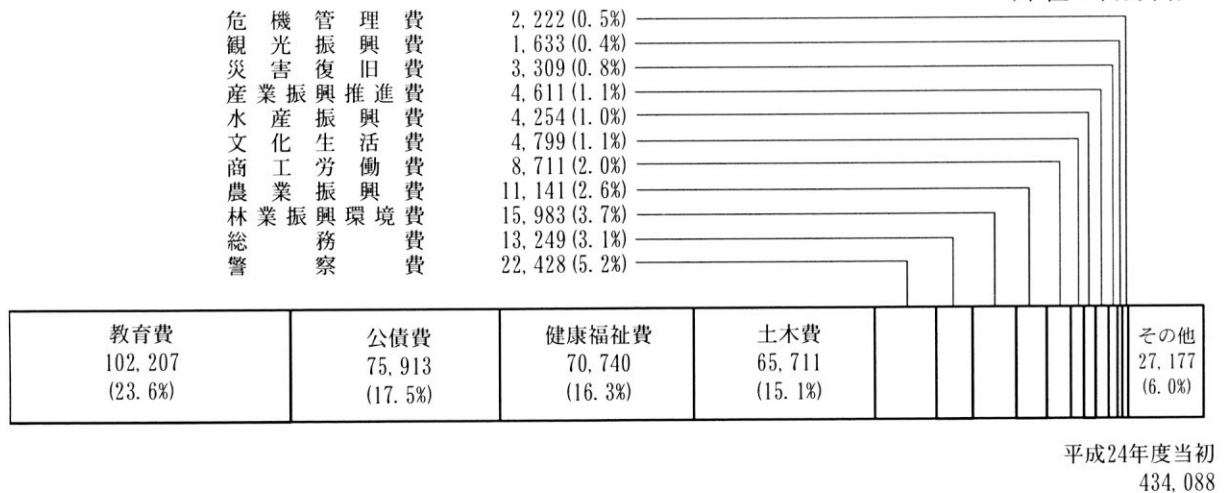 危機管理費 2,222(0.5%)
観光振興費 1,633(0.4%)
災害復旧費 3,309(0.8%)
産業振興推進費 4,611(1.1%)
水産振興費 4,254(1.0%)
文化生活費 4,799(1.1%)
商工労働費 8,711(2.0%)
農業振興費 11,141(2.6%)
林業振興環境費 15,983(3.7%)
総務費 13,249(3.1%)
警察費 22,428(5.2%)
教育費
102,207
(23.6%)
公債費
75,913
(17.5%)
健康福祉費
70,740
(16.3%)
土木費
65,711
(15.1%)
その他
27,177
(6.0%)
平成24年度当初
434,088